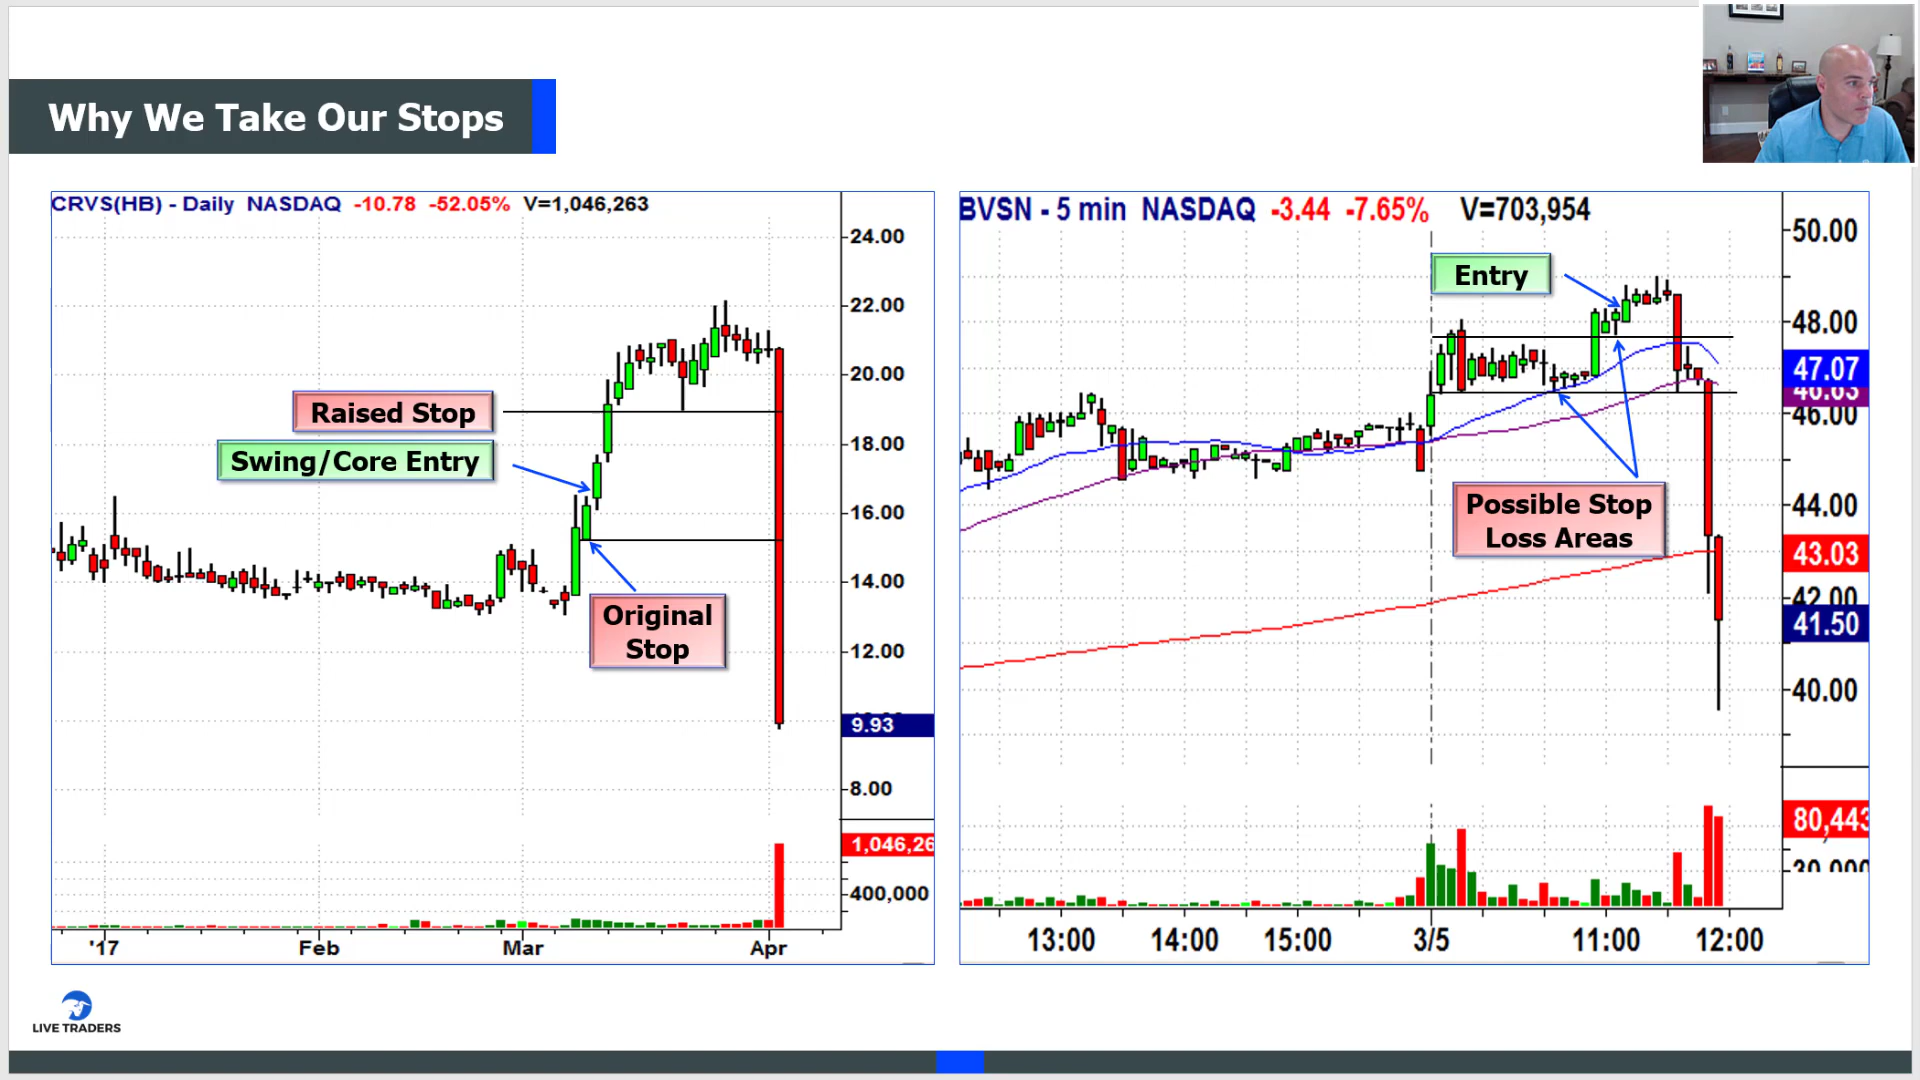 Why We Take Our Stops
CRVS(HB) - Daily NASDAQ -10.78 -52.05% V=1,046,263
24.00
22.00
20.00
18.00
16.00
14.00
12.00
9.93
8.00
1,046,26
400,000
Raised Stop
Swing/Core Entry
Original
Stop
'17 Feb Mar Apr
BVSN - 5 min NASDAQ -3.44 -7.65% V=703,954
50.00
48.00
47.07
46.00
44.00
43.03
42.00
41.50
40.00
80,443
30,000
Entry
Possible Stop
Loss Areas
13:00 14:00 15:00 3/5 11:00 12:00
LIVE TRADERS